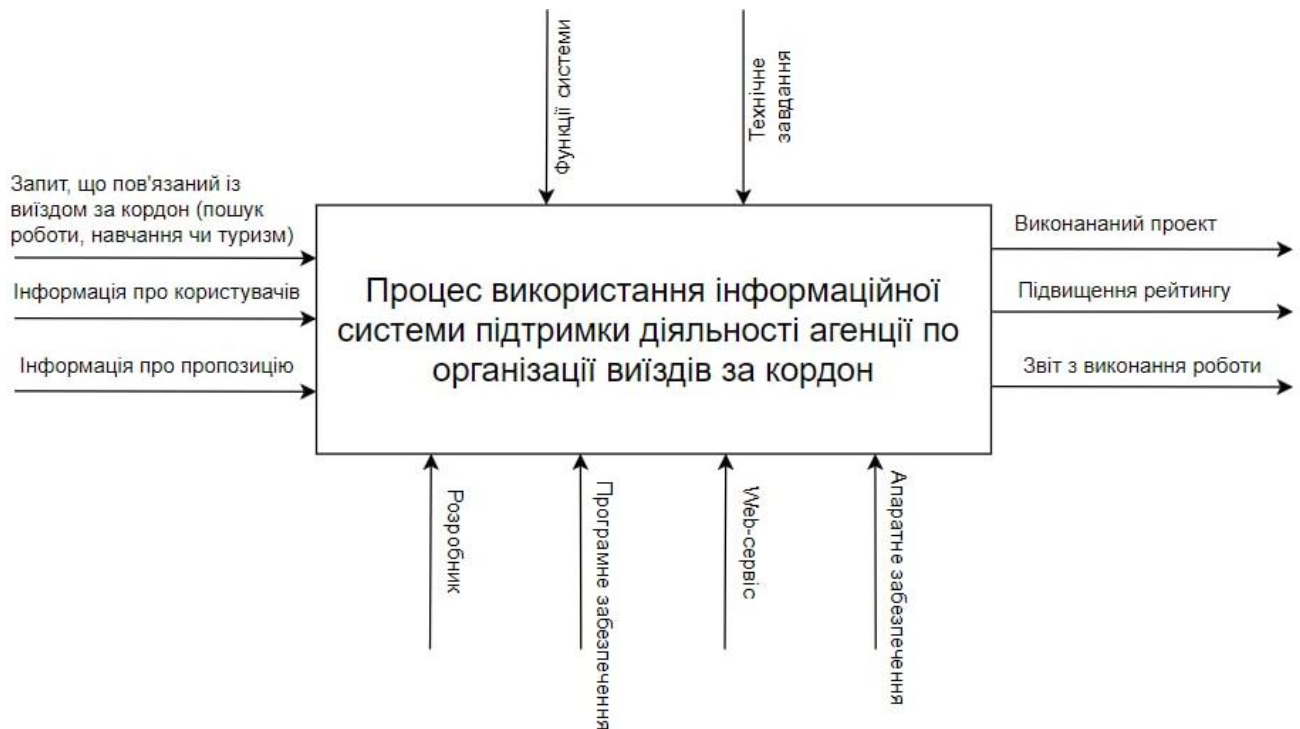 Функції системи
Технічне
завдання
Запит, що пов'язаний із
виїздом за кордон (пошук
роботи, навчання чи туризм)
Інформація про користувачів
Інформація про пропозицію
Процес використання інформаційної
системи підтримки діяльності агенції по
організації виїздів за кордон
Виконананий проект
Підвищення рейтингу
Звіт з виконання роботи
Розробник
Програмне забезпечення
Web-сервіс
Апаратне забезпечення